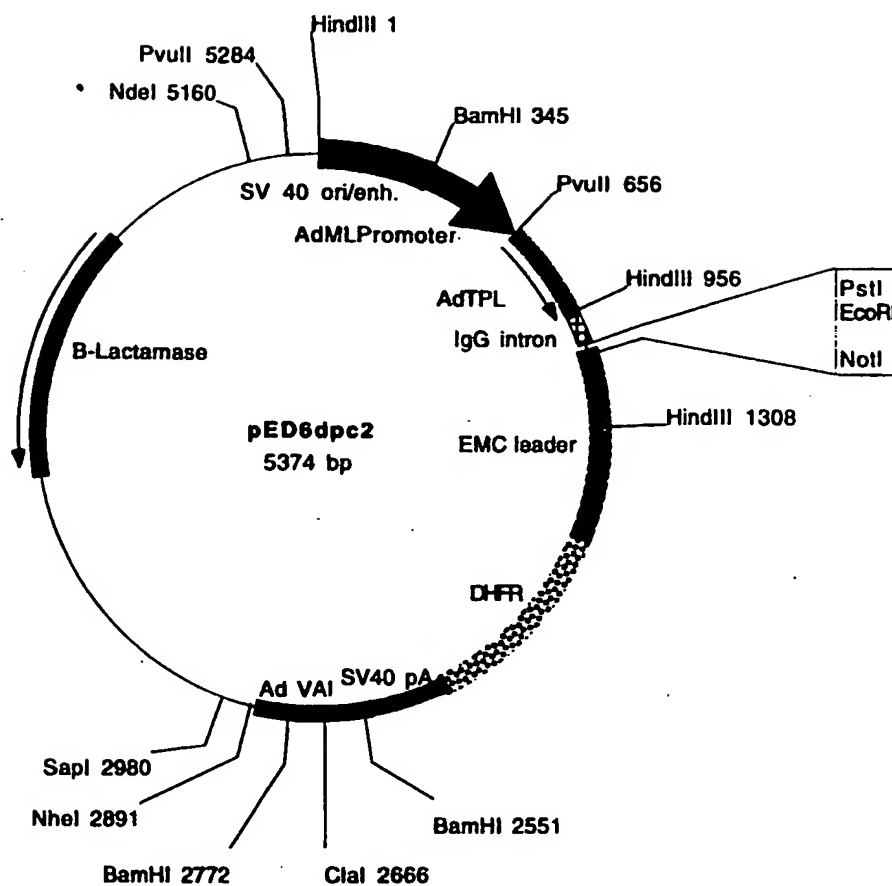 HindIII 1
PvuII 5284
NdeI 5160
BamHI 345
SV 40 ori/enh.
PvuII 656
AdMLPromoter
HindIII 956
PstI
EcoRI
NotI
AdTPL
IgG intron
B-Lactamase
HindIII 1308
pED6dpc2
EMC leader
5374 bp
DHFR
SV40 pA
Ad VAI
SapI 2980
NheI 2891
BamHI 2551
BamHI 2772
ClaI 2666